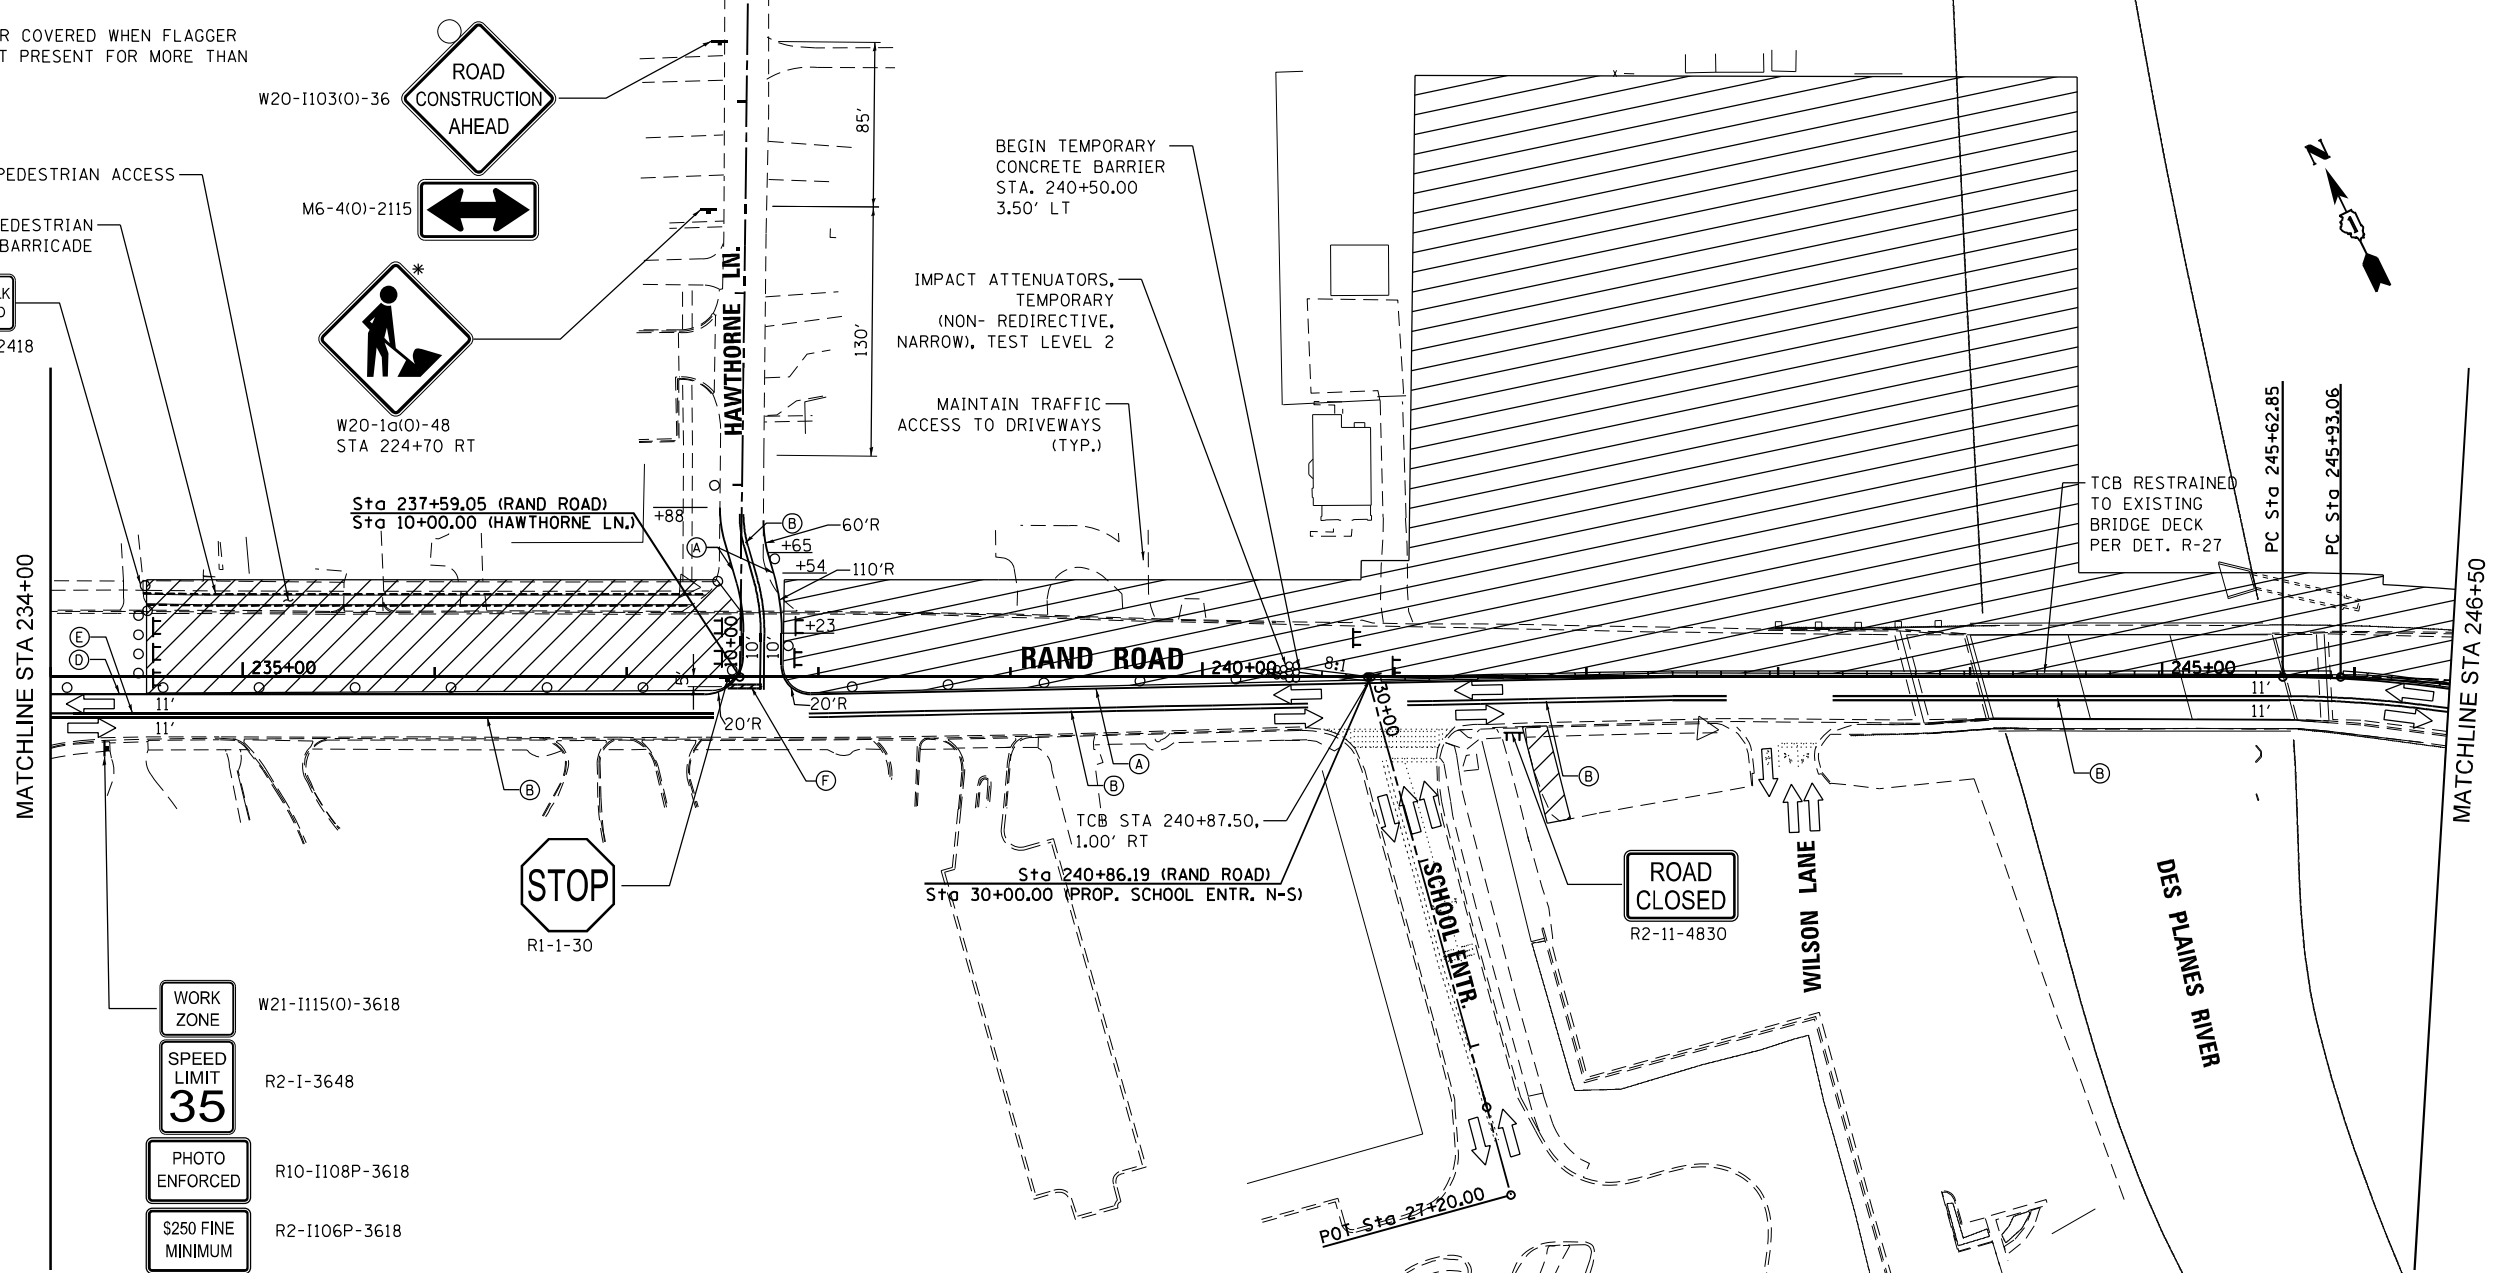 R COVERED WHEN FLAGGER
T PRESENT FOR MORE THAN
W20-I103(O)-36
ROAD
CONSTRUCTION
AHEAD
M6-4(O)-2115
PEDESTRIAN ACCESS
EDESTRIAN
BARRICADE
K
D
2418
*
W20-1a(O)-48
STA 224+70 RT
85'
130'
HAWTHORNE LN.
BEGIN TEMPORARY
CONCRETE BARRIER
STA. 240+50.00
3.50' LT
IMPACT ATTENUATORS,
TEMPORARY
(NON- REDIRECTIVE,
NARROW), TEST LEVEL 2
MAINTAIN TRAFFIC
ACCESS TO DRIVEWAYS
(TYP.)
N
TCB RESTRAINED
TO EXISTING
BRIDGE DECK
PER DET. R-27
PC Sta 245+62.85
PC Sta 245+93.06
MATCHLINE STA 234+00
MATCHLINE STA 246+50
Sta 237+59.05 (RAND ROAD)
Sta 10+00.00 (HAWTHORNE LN.)
+88
A
B
60'R
+65
+54
110'R
+23
10+00
10'
10'
5'
E
D
235+00
RAND ROAD
240+00
8:1
30+00
245+00
11'
11'
11'
11'
20'R
20'R
B
F
A
B
B
B
TCB STA 240+87.50,
1.00' RT
Sta 240+86.19 (RAND ROAD)
Sta 30+00.00 (PROP. SCHOOL ENTR. N-S)
STOP
R1-1-30
ROAD
CLOSED
R2-11-4830
SCHOOL ENTR.
WILSON LANE
DES PLAINES RIVER
POT Sta 27+20.00
WORK
ZONE
W21-I115(O)-3618
SPEED
LIMIT
35
R2-I-3648
PHOTO
ENFORCED
R10-I108P-3618
$250 FINE
MINIMUM
R2-I106P-3618